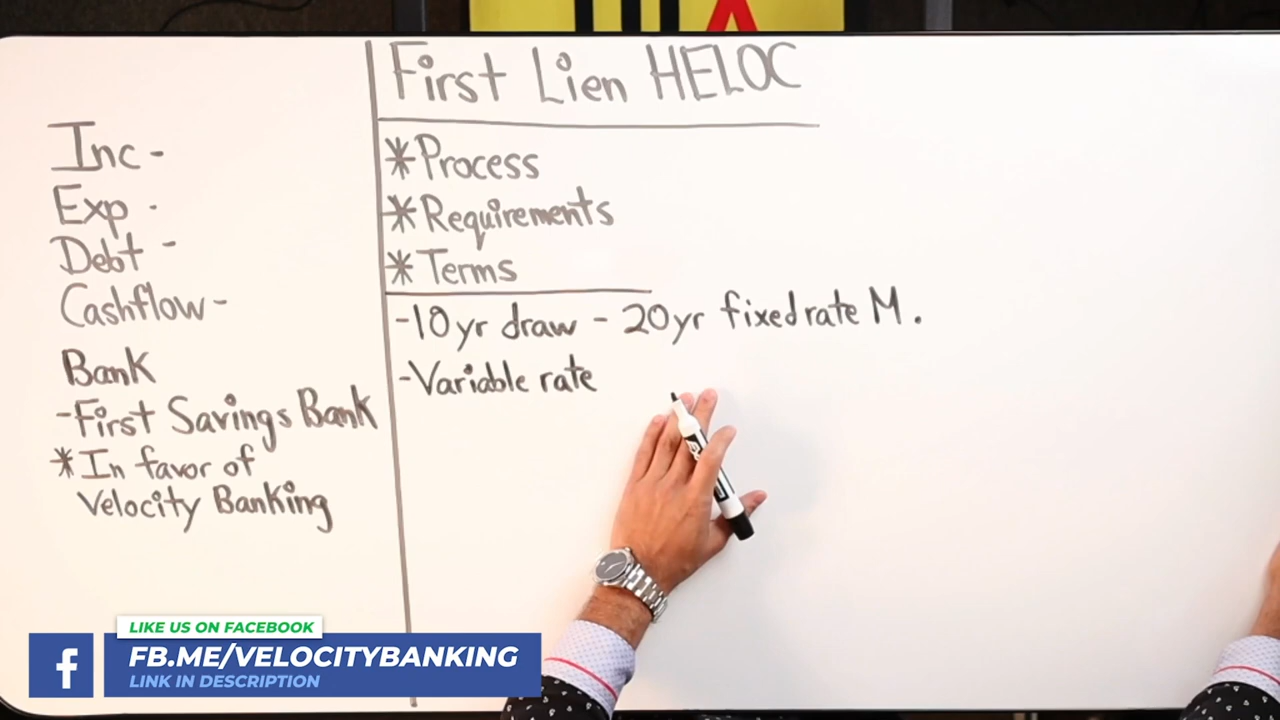 Inc -
Exp -
Debt -
Cashflow -
Bank
- First Savings Bank
* In favor of
Velocity Banking
First Lien HELOC
* Process
* Requirements
* Terms
- 10 yr draw - 20 yr fixed rate M.
- Variable rate
LIKE US ON FACEBOOK
f
FB.ME/VELOCITYBANKING
LINK IN DESCRIPTION